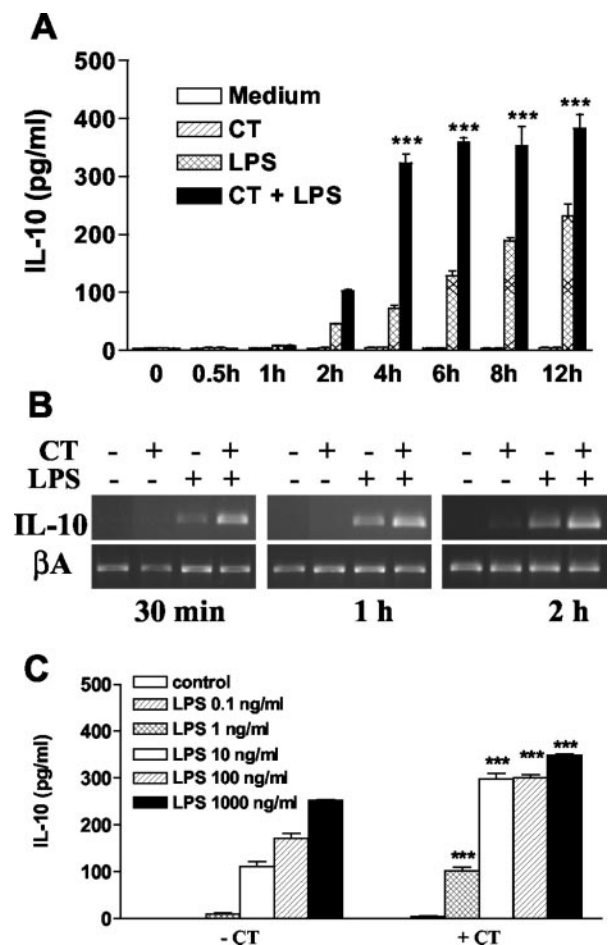 A
500
400
300
200
100
0
IL-10 (pg/ml)
Medium
CT
LPS
CT + LPS
*** *** *** ***
0 0.5h 1h 2h 4h 6h 8h 12h
B
CT - + - + - + - + - + - +
LPS - - + + - - + + - - + +
IL-10
βA
30 min 1 h 2 h
C
500
400
300
200
100
0
IL-10 (pg/ml)
control
LPS 0.1 ng/ml
LPS 1 ng/ml
LPS 10 ng/ml
LPS 100 ng/ml
LPS 1000 ng/ml
*** *** *** ***
- CT + CT